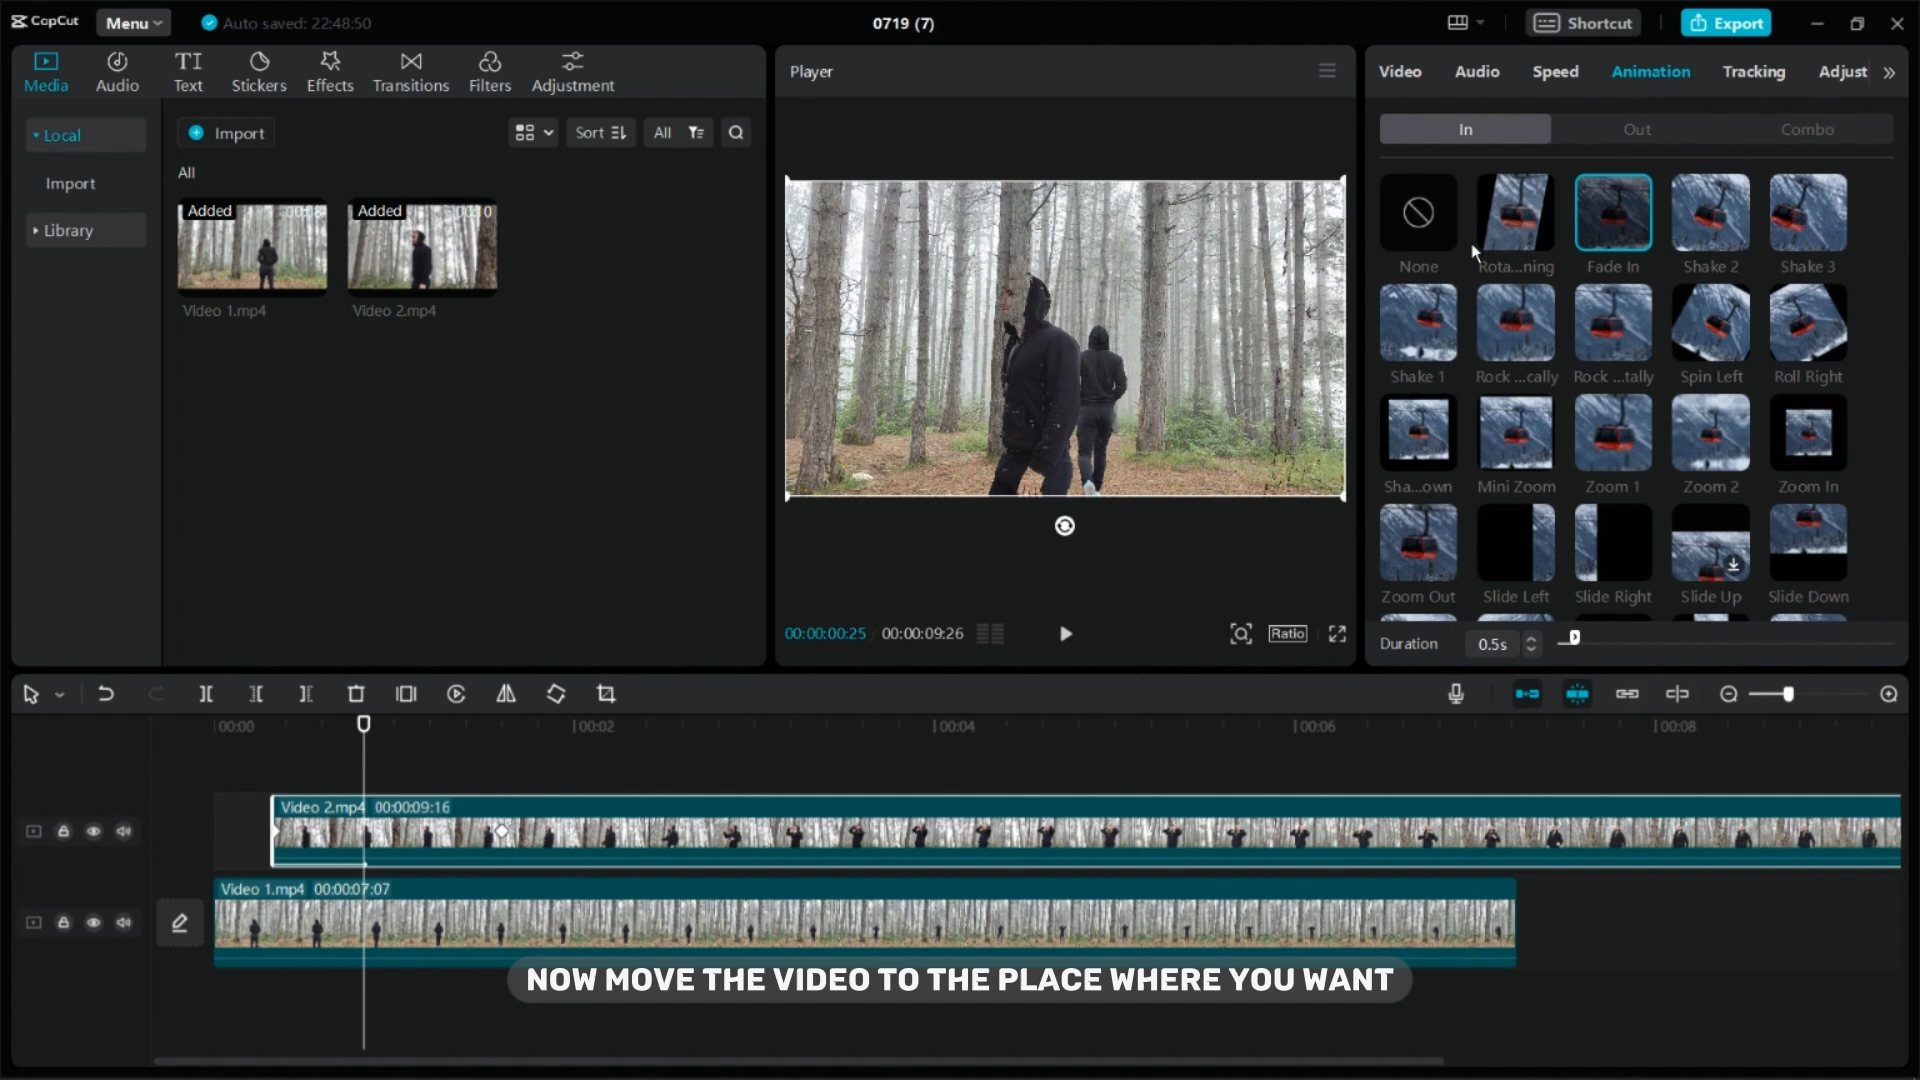 CapCut
Menu
Auto saved: 22:48:50
0719 (7)
Shortcut
Export
Media
Audio
Text
Stickers
Effects
Transitions
Filters
Adjustment
Local
Import
Library
Import
Sort
All
All
Added
Added
Video 1.mp4
Video 2.mp4
Player
00:00:00:25
00:00:09:26
Ratio
Video
Audio
Speed
Animation
Tracking
Adjust
In
Out
Combo
None
Rota...ning
Fade In
Shake 2
Shake 3
Shake 1
Rock ...cally
Rock ...tally
Spin Left
Roll Right
Sha...own
Mini Zoom
Zoom 1
Zoom 2
Zoom In
Zoom Out
Slide Left
Slide Right
Slide Up
Slide Down
Duration
0.5s
00:00
00:02
00:04
00:06
00:08
Video 2.mp4 00:00:09:16
Video 1.mp4 00:00:07:07
NOW MOVE THE VIDEO TO THE PLACE WHERE YOU WANT